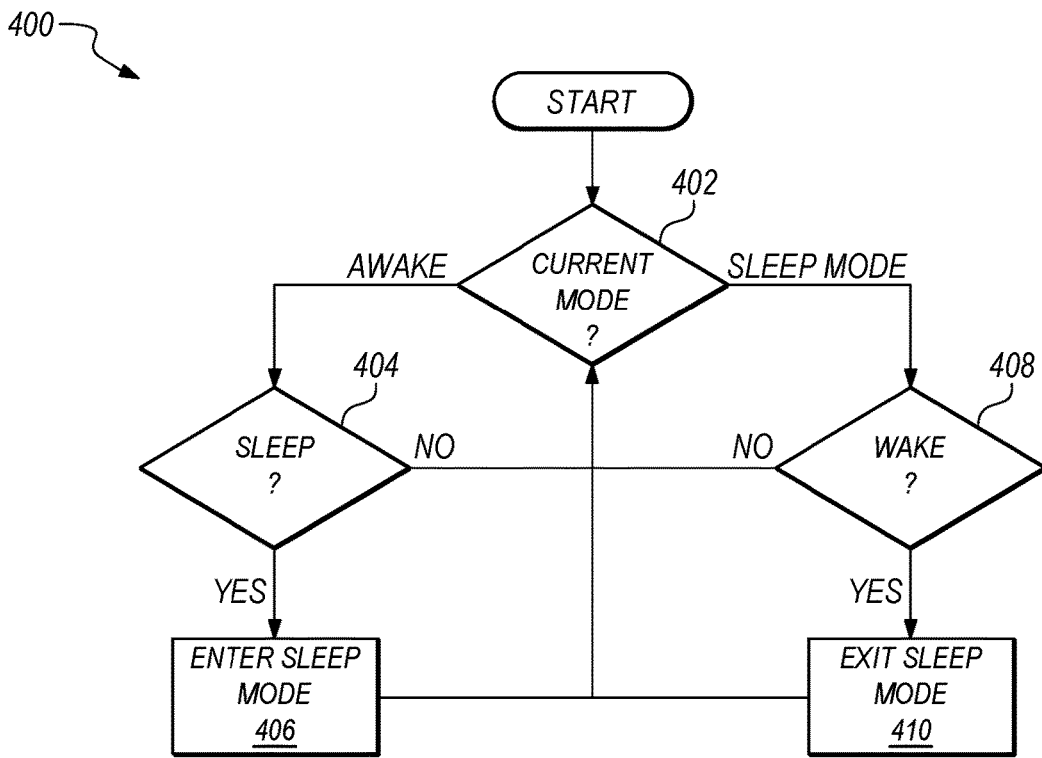 400
START
402
AWAKE
CURRENT
MODE
?
SLEEP MODE
404
408
SLEEP
?
NO
NO
WAKE
?
YES
YES
ENTER SLEEP
MODE
406
EXIT SLEEP
MODE
410